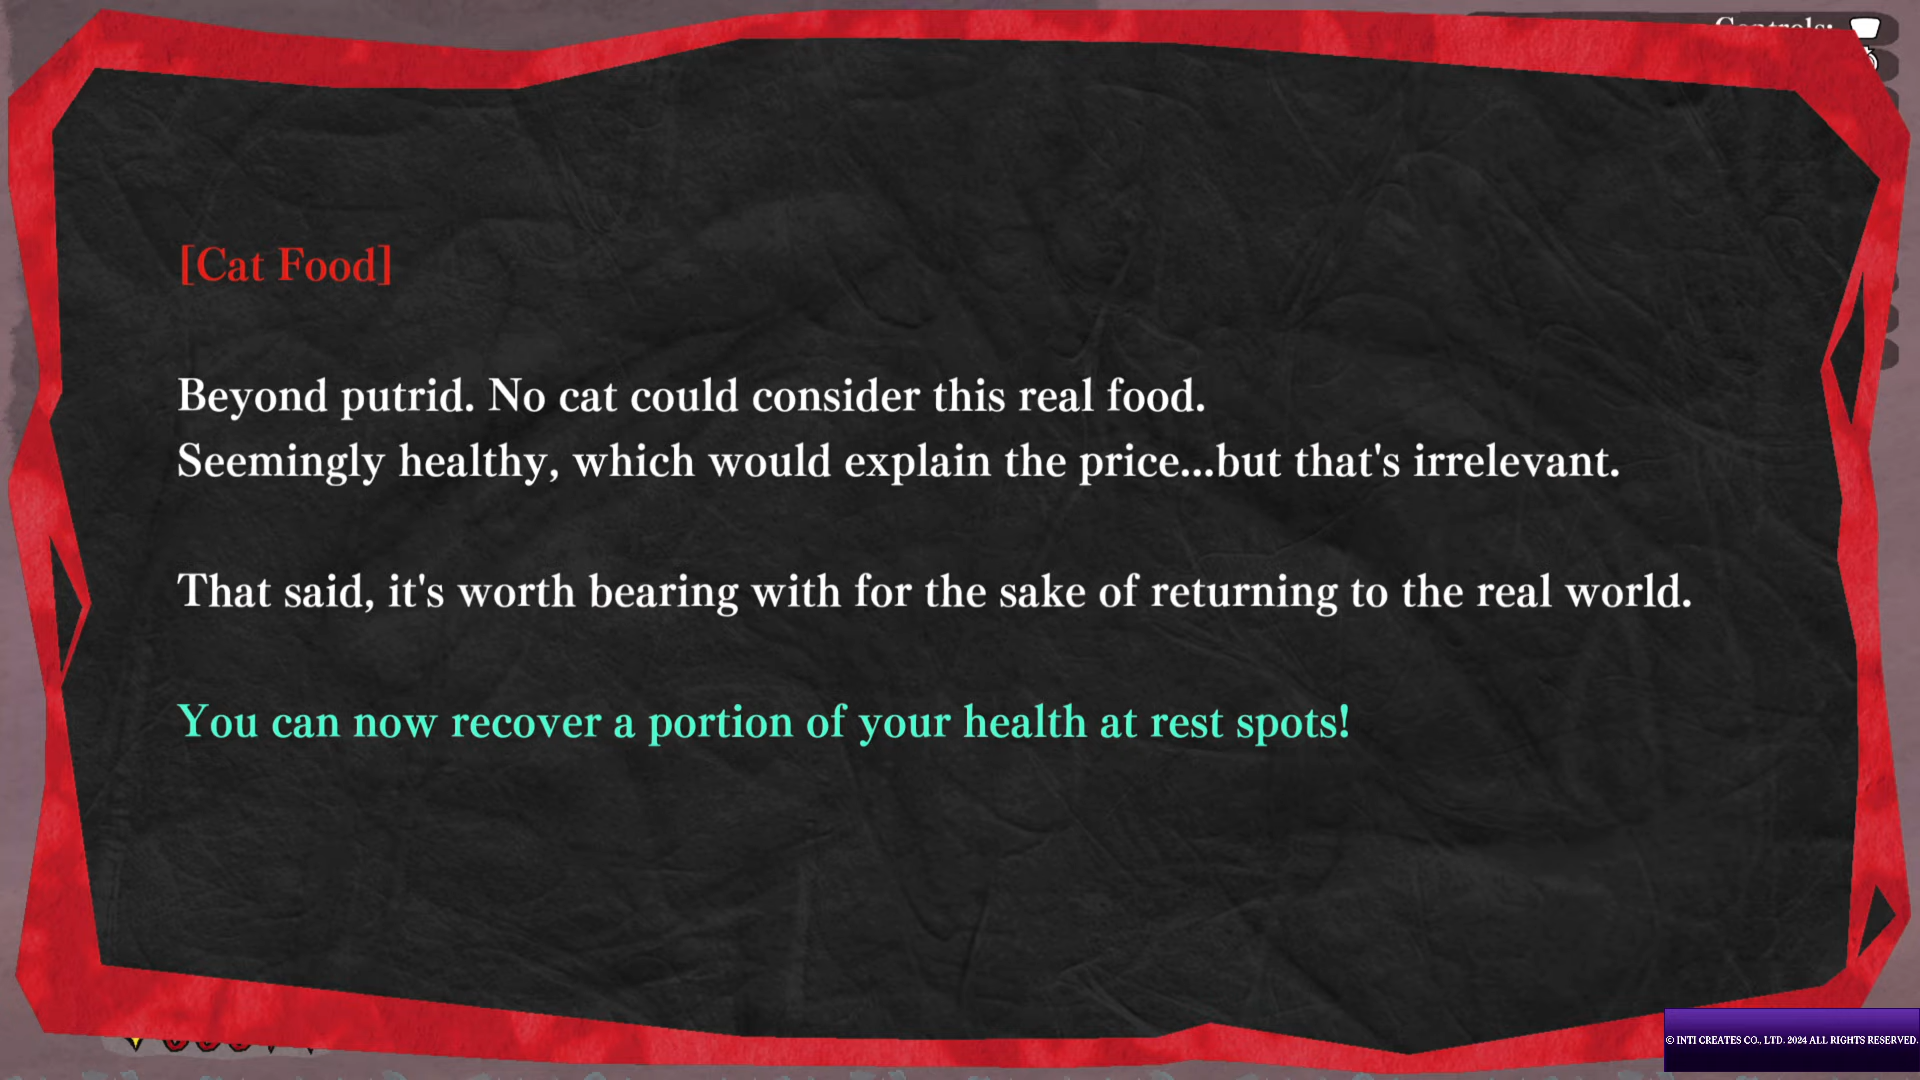 Controls:
[Cat Food]
Beyond putrid. No cat could consider this real food.
Seemingly healthy, which would explain the price...but that's irrelevant.
That said, it's worth bearing with for the sake of returning to the real world.
You can now recover a portion of your health at rest spots!
© INTI CREATES CO., LTD. 2024 ALL RIGHTS RESERVED.